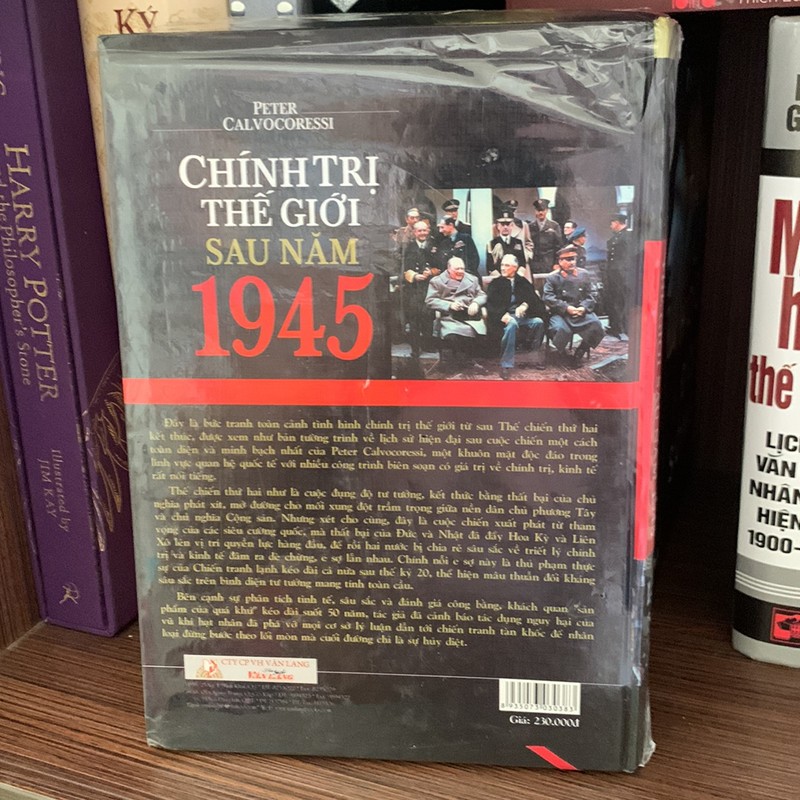 KÝ
HARRY POTTER
and the Philosopher's Stone
Illustrated by
JIM KAY
PETER
CALVOCORESSI
CHÍNH TRỊ
THẾ GIỚI
SAU NĂM
1945
Đây là bức tranh toàn cảnh tình hình chính trị thế giới từ sau Thế chiến thứ hai
kết thúc, được xem như bản tường trình về lịch sử hiện đại sau cuộc chiến một cách
toàn diện và minh bạch nhất của Peter Calvocoressi, một khuôn mặt độc đáo trong
lĩnh vực quan hệ quốc tế với nhiều công trình biên soạn có giá trị về chính trị, kinh tế
rất nổi tiếng.
Thế chiến thứ hai như là cuộc đụng độ tư tưởng, kết thúc bằng thất bại của chủ
nghĩa phát xít, mở đường cho mối xung đột trầm trọng giữa nền dân chủ phương Tây
và chủ nghĩa Cộng sản. Nhưng xét cho cùng, đây là cuộc chiến xuất phát từ tham
vọng của các siêu cường quốc, mà thất bại của Đức và Nhật đã đẩy Hoa Kỳ và Liên
Xô lên vị trí quyền lực hàng đầu, để rồi hai nước bị chia rẽ sâu sắc về triết lý chính
trị và kinh tế đâm ra đe chừng, e sợ lẫn nhau. Chính nỗi e sợ này là thủ phạm thực
sự của Chiến tranh lạnh kéo dài cả nửa sau thế kỷ 20, thể hiện mâu thuẫn đối kháng
sâu sắc trên bình diện tư tưởng mang tính toàn cầu.
Bên cạnh sự phân tích tinh tế, sâu sắc và đánh giá công bằng, khách quan "sản
phẩm của quá khứ" kéo dài suốt 50 năm, tác giả đã cảnh báo tác dụng nguy hại của
vũ khí hạt nhân đã phá vỡ mọi cơ sở lý luận dẫn tới chiến tranh tàn khốc để nhân
loại dừng bước theo lối mòn mà cuối đường chỉ là sự hủy diệt.
CTY CP VH VĂN LANG
VĂN LANG
8 935073 030383
Giá: 230.000đ
thế
LỊC
VĂN
NHÂN
HIỆN
1900-